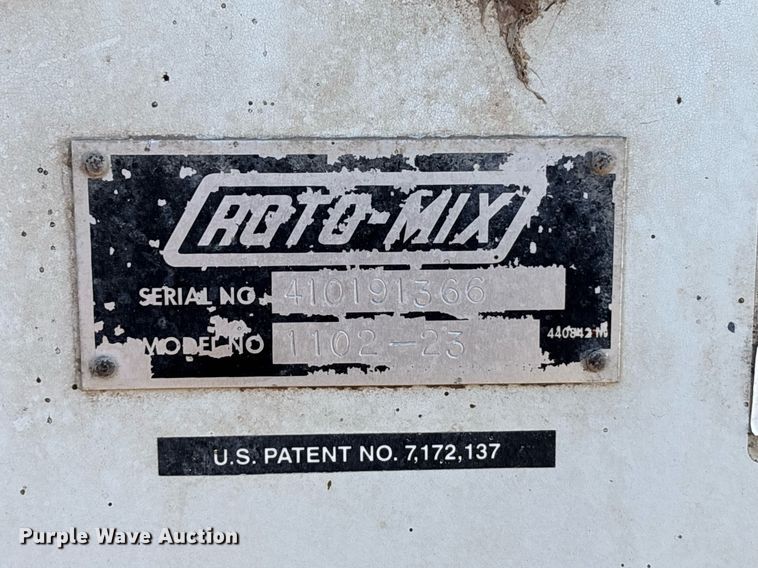 ROTO-MIX
SERIAL NO. 410191366
MODEL NO 1102-23
440842
U.S. PATENT NO. 7,172,137
Purple Wave Auction